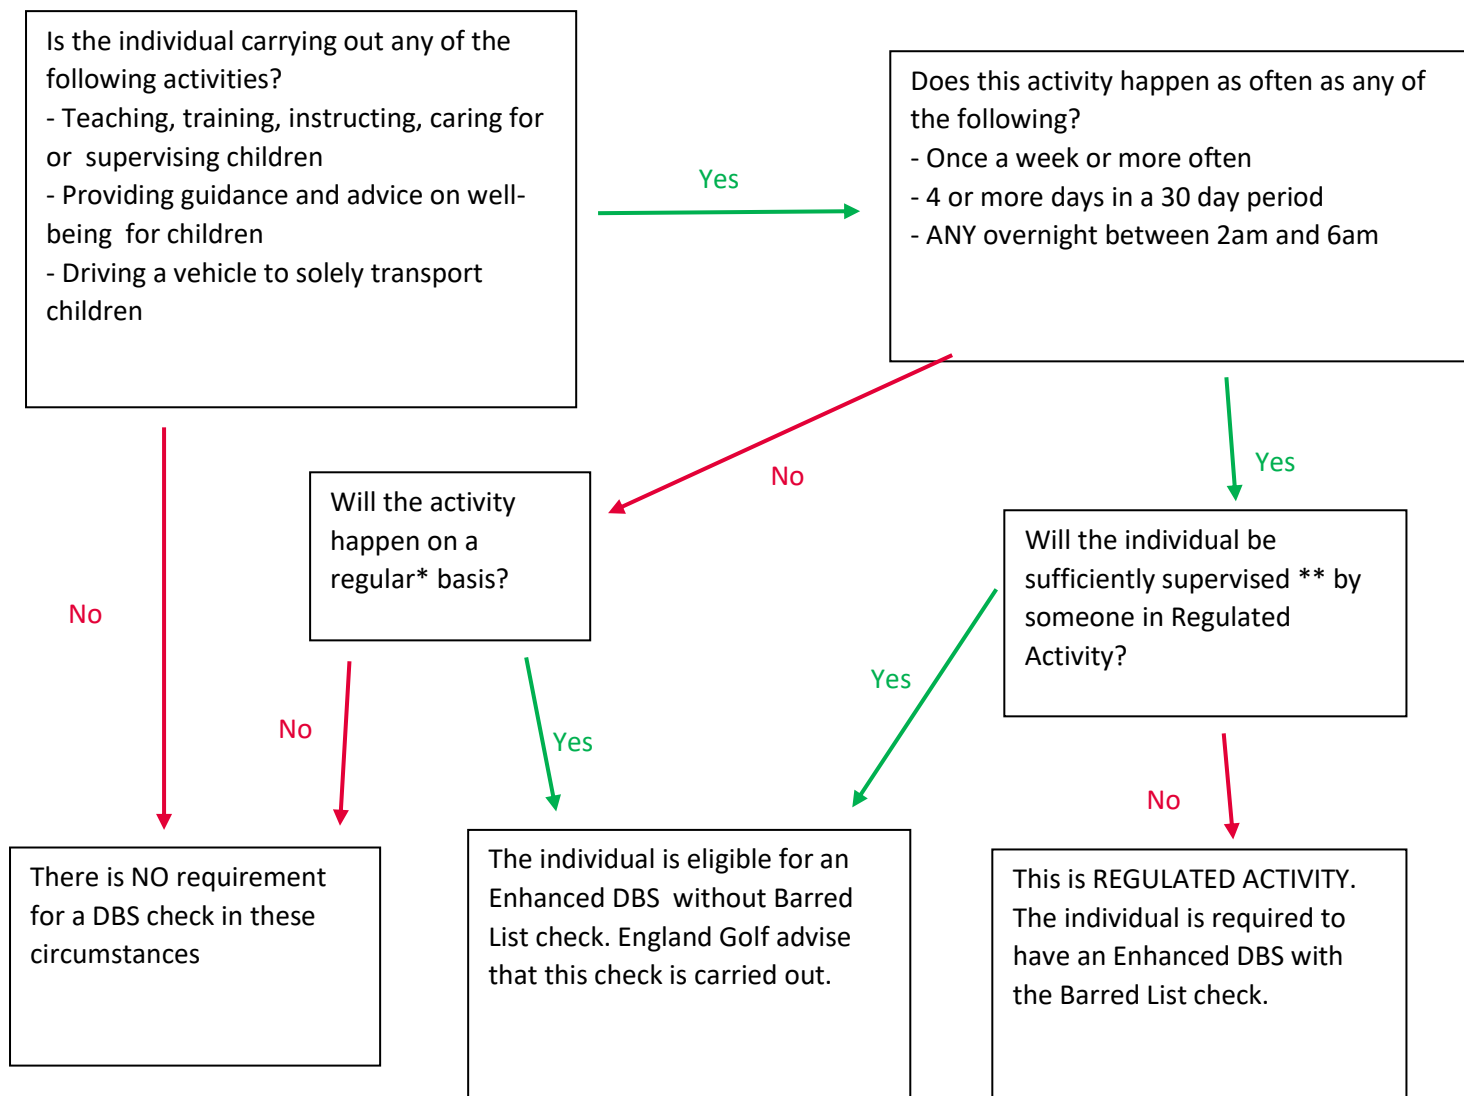 Is the individual carrying out any of the
following activities?
- Teaching, training, instructing, caring for
or  supervising children
- Providing guidance and advice on well-
being  for children
- Driving a vehicle to solely transport
children
Yes
Does this activity happen as often as any of
the following?
- Once a week or more often
- 4 or more days in a 30 day period
- ANY overnight between 2am and 6am
No
Will the activity
happen on a
regular* basis?
No
Yes
Will the individual be
sufficiently supervised ** by
someone in Regulated
Activity?
No
Yes
Yes
No
There is NO requirement
for a DBS check in these
circumstances
The individual is eligible for an
Enhanced DBS  without Barred
List check. England Golf advise
that this check is carried out.
This is REGULATED ACTIVITY.
The individual is required to
have an Enhanced DBS with
the Barred List check.